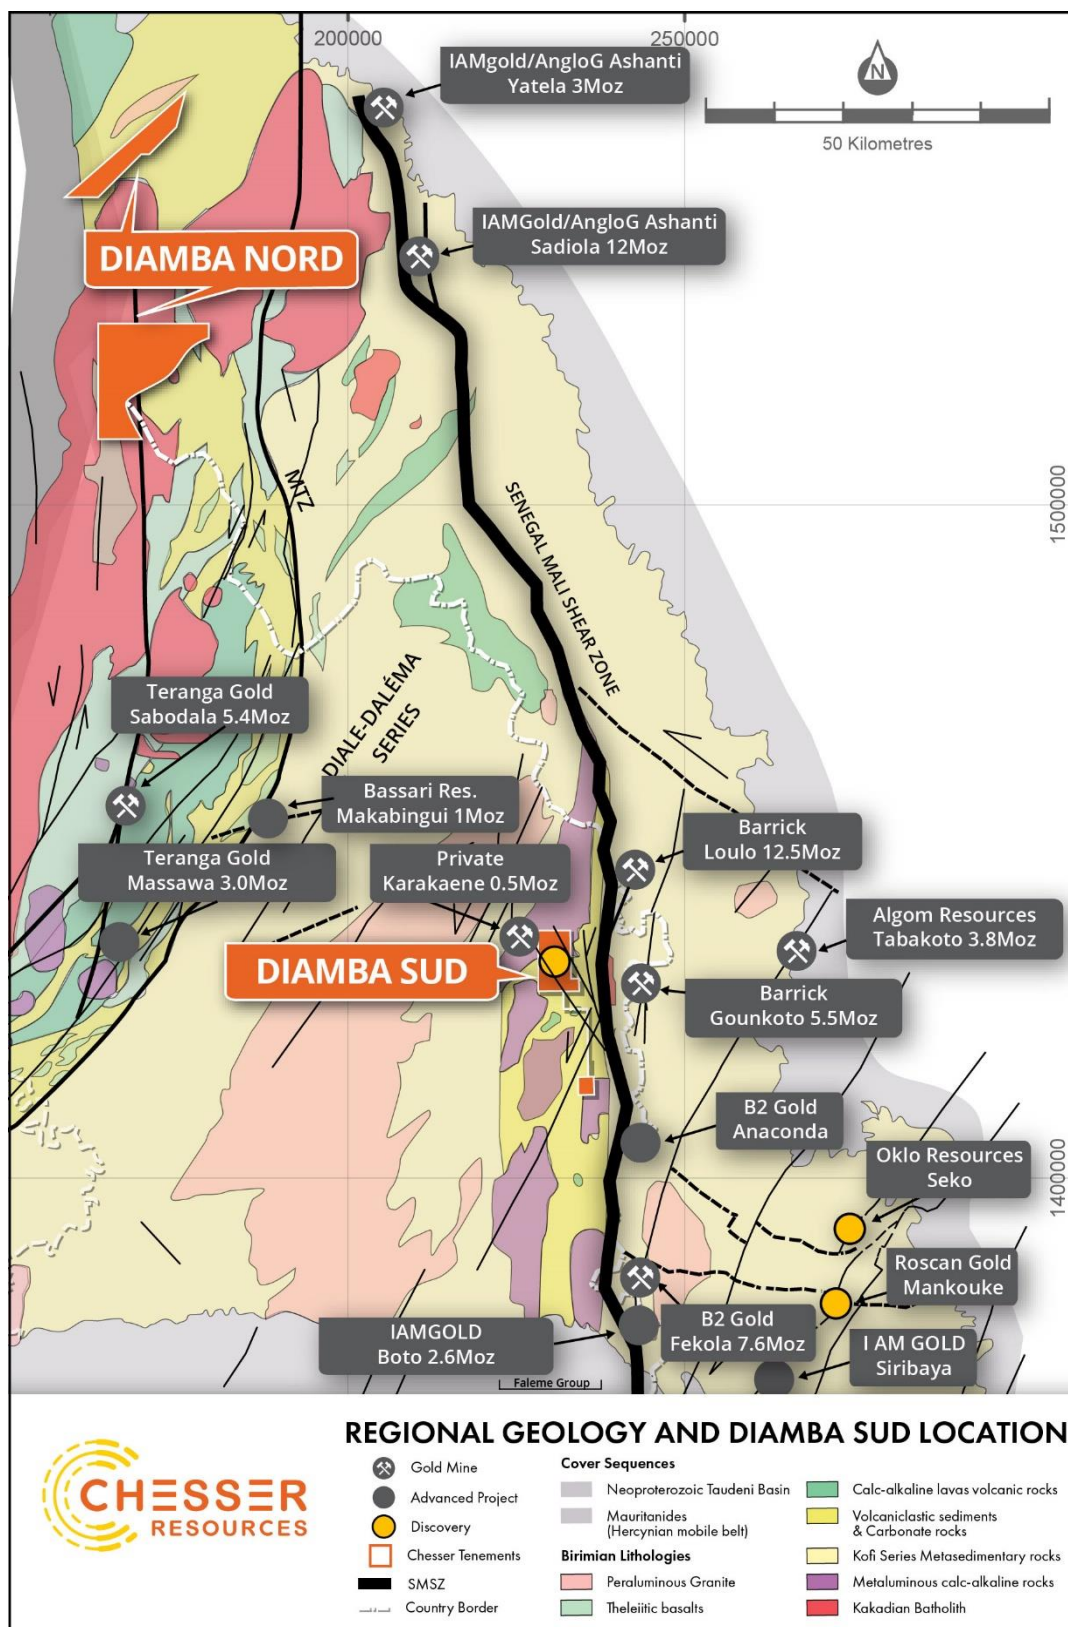 200000
250000
IAMgold/AngloG Ashanti
Yatela 3Moz
N
50 Kilometres
IAMGold/AngloG Ashanti
Sadiola 12Moz
DIAMBA NORD
1500000
MTZ
SENEGAL MALI SHEAR ZONE
DIALE-DALÉMA
SERIES
Teranga Gold
Sabodala 5.4Moz
Bassari Res.
Makabingui 1Moz
Teranga Gold
Massawa 3.0Moz
Private
Karakaene 0.5Moz
Barrick
Loulo 12.5Moz
Algom Resources
Tabakoto 3.8Moz
DIAMBA SUD
Barrick
Gounkoto 5.5Moz
B2 Gold
Anaconda
Oklo Resources
Seko
1400000
Roscan Gold
Mankouke
IAMGOLD
Boto 2.6Moz
B2 Gold
Fekola 7.6Moz
I AM GOLD
Siribaya
Faleme Group
CHESSER
RESOURCES
REGIONAL GEOLOGY AND DIAMBA SUD LOCATION
Gold Mine
Advanced Project
Discovery
Chesser Tenements
SMSZ
Country Border
Cover Sequences
Neoproterozoic Taudeni Basin
Mauritanides
(Hercynian mobile belt)
Birimian Lithologies
Peraluminous Granite
Theleiitic basalts
Calc-alkaline lavas volcanic rocks
Volcaniclastic sediments
& Carbonate rocks
Kofi Series Metasedimentary rocks
Metaluminous calc-alkaline rocks
Kakadian Batholith